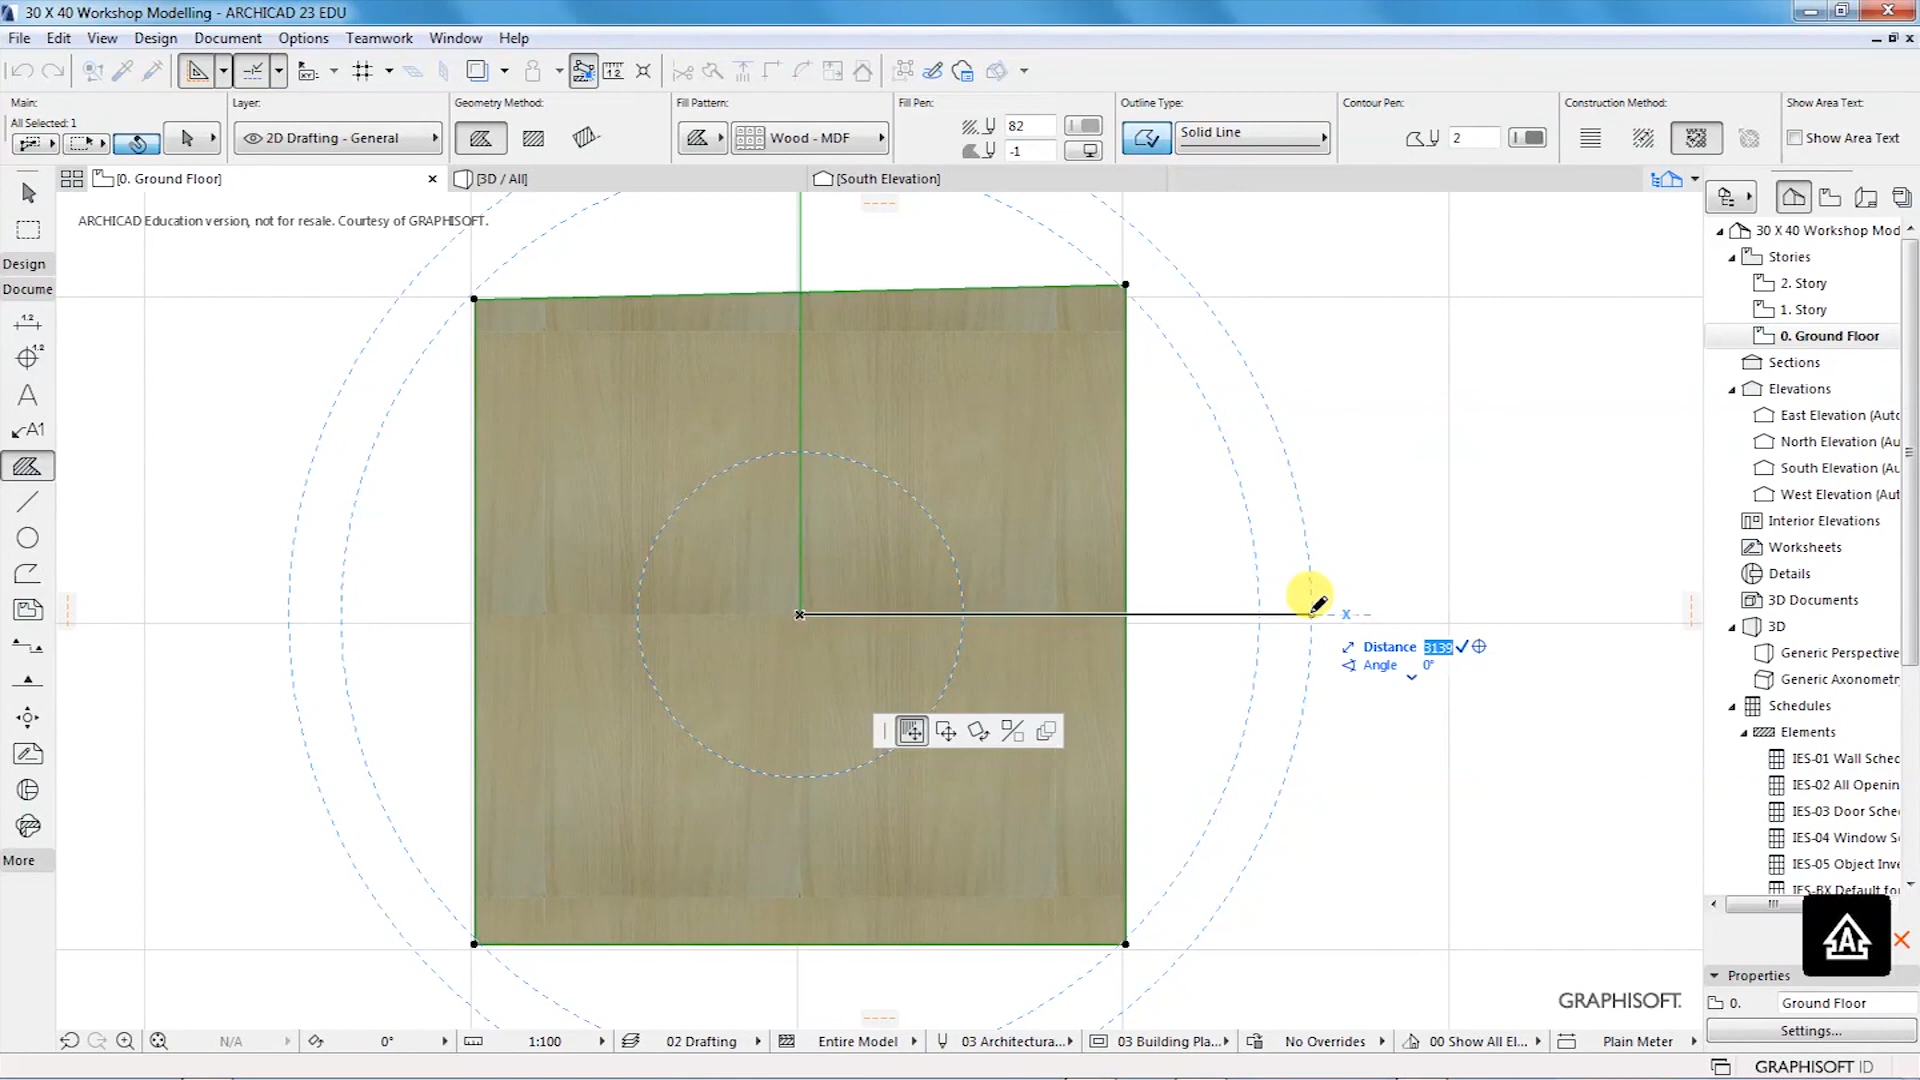 30 X 40 Workshop Modelling - ARCHICAD 23 EDU
File Edit View Design Document Options Teamwork Window Help
Main: Layer: Geometry Method: Fill Pattern: Fill Pen: Outline Type: Contour Pen: Construction Method: Show Area Text:
All Selected: 1
2D Drafting - General Wood - MDF 82 Solid Line 2 Show Area Text
-1
[0. Ground Floor] [3D / All] [South Elevation]
ARCHICAD Education version, not for resale. Courtesy of GRAPHISOFT.
Design
Docume
More
x
Distance 3139
Angle 0°
30 X 40 Workshop Mod
Stories
2. Story
1. Story
0. Ground Floor
Sections
Elevations
East Elevation (Auto
North Elevation (Au
South Elevation (Au
West Elevation (Aut
Interior Elevations
Worksheets
Details
3D Documents
3D
Generic Perspective
Generic Axonometr
Schedules
Elements
IES-01 Wall Sched
IES-02 All Openin
IES-03 Door Sche
IES-04 Window S
IES-05 Object Inv
IES-BX Default for
Properties
0. Ground Floor
Settings...
GRAPHISOFT.
N/A 0° 1:100 02 Drafting Entire Model 03 Architectura... 03 Building Pla... No Overrides 00 Show All El... Plain Meter
GRAPHISOFT ID